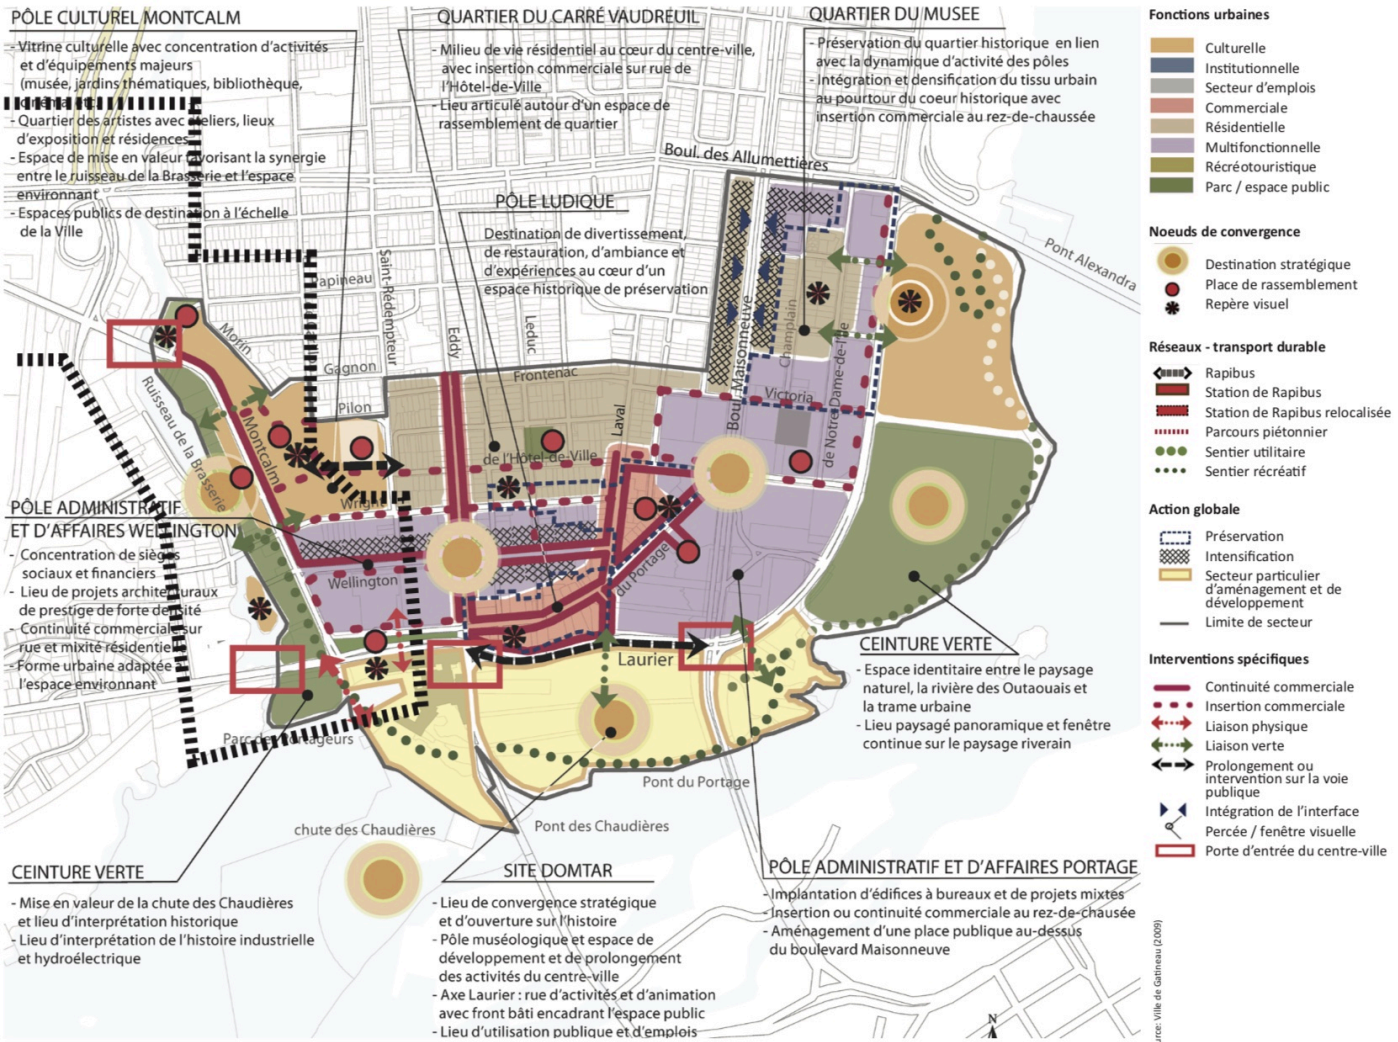 PÔLE CULTUREL MONTCALM
- Vitrine culturelle avec concentration d'activités
et d'équipements majeurs
(musée, jardins thématiques, bibliothèque,
cinéma, etc.)
- Quartier des artistes avec ateliers, lieux
d'exposition et résidences
- Espace de mise en valeur favorisant la synergie
entre le ruisseau de la Brasserie et l'espace
environnant
- Espaces publics de destination à l'échelle
de la Ville
QUARTIER DU CARRÉ VAUDREUIL
- Milieu de vie résidentiel au cœur du centre-ville,
avec insertion commerciale sur rue de
l'Hôtel-de-Ville
- Lieu articulé autour d'un espace de
rassemblement de quartier
QUARTIER DU MUSEE
- Préservation du quartier historique en lien
avec la dynamique d'activité des pôles
- Intégration et densification du tissu urbain
au pourtour du coeur historique avec
insertion commerciale au rez-de-chaussée
PÔLE LUDIQUE
Destination de divertissement,
de restauration, d'ambiance et
d'expériences au cœur d'un
espace historique de préservation
Boul. des Allumettières
Pont Alexandra
Papineau
Saint-Rédempteur
Morin
Gagnon
Pilon
Eddy
Leduc
Frontenac
Laval
Boul. Maisonneuve
Champlain
de Notre-Dame-de-l'Île
Victoria
Ruisseau de la Brasserie
Montcalm
de l'Hôtel-de-Ville
Wright
Wellington
du Portage
Laurier
PÔLE ADMINISTRATIF
ET D'AFFAIRES WELLINGTON
- Concentration de sièges
sociaux et financiers
- Lieu de projets architecturaux
de prestige de forte densité
- Continuité commerciale sur
rue et mixité résidentielle
- Forme urbaine adaptée à
l'espace environnant
Parc des Portageurs
chute des Chaudières
Pont des Chaudières
Pont du Portage
CEINTURE VERTE
- Espace identitaire entre le paysage
naturel, la rivière des Outaouais et
la trame urbaine
- Lieu paysagé panoramique et fenêtre
continue sur le paysage riverain
CEINTURE VERTE
- Mise en valeur de la chute des Chaudières
et lieu d'interprétation historique
- Lieu d'interprétation de l'histoire industrielle
et hydroélectrique
SITE DOMTAR
- Lieu de convergence stratégique
et d'ouverture sur l'histoire
- Pôle muséologique et espace de
développement et de prolongement
des activités du centre-ville
- Axe Laurier : rue d'activités et d'animation
avec front bâti encadrant l'espace public
- Lieu d'utilisation publique et d'emplois
PÔLE ADMINISTRATIF ET D'AFFAIRES PORTAGE
- Implantation d'édifices à bureaux et de projets mixtes
- Insertion ou continuité commerciale au rez-de-chausée
- Aménagement d'une place publique au-dessus
du boulevard Maisonneuve
N
Fonctions urbaines
Culturelle
Institutionnelle
Secteur d'emplois
Commerciale
Résidentielle
Multifonctionnelle
Récréotouristique
Parc / espace public
Noeuds de convergence
Destination stratégique
Place de rassemblement
Repère visuel
Réseaux - transport durable
Rapibus
Station de Rapibus
Station de Rapibus relocalisée
Parcours piétonnier
Sentier utilitaire
Sentier récréatif
Action globale
Préservation
Intensification
Secteur particulier
d'aménagement et de
développement
Limite de secteur
Interventions spécifiques
Continuité commerciale
Insertion commerciale
Liaison physique
Liaison verte
Prolongement ou
intervention sur la voie
publique
Intégration de l'interface
Percée / fenêtre visuelle
Porte d'entrée du centre-ville
urce: Ville de Gatineau (2009)